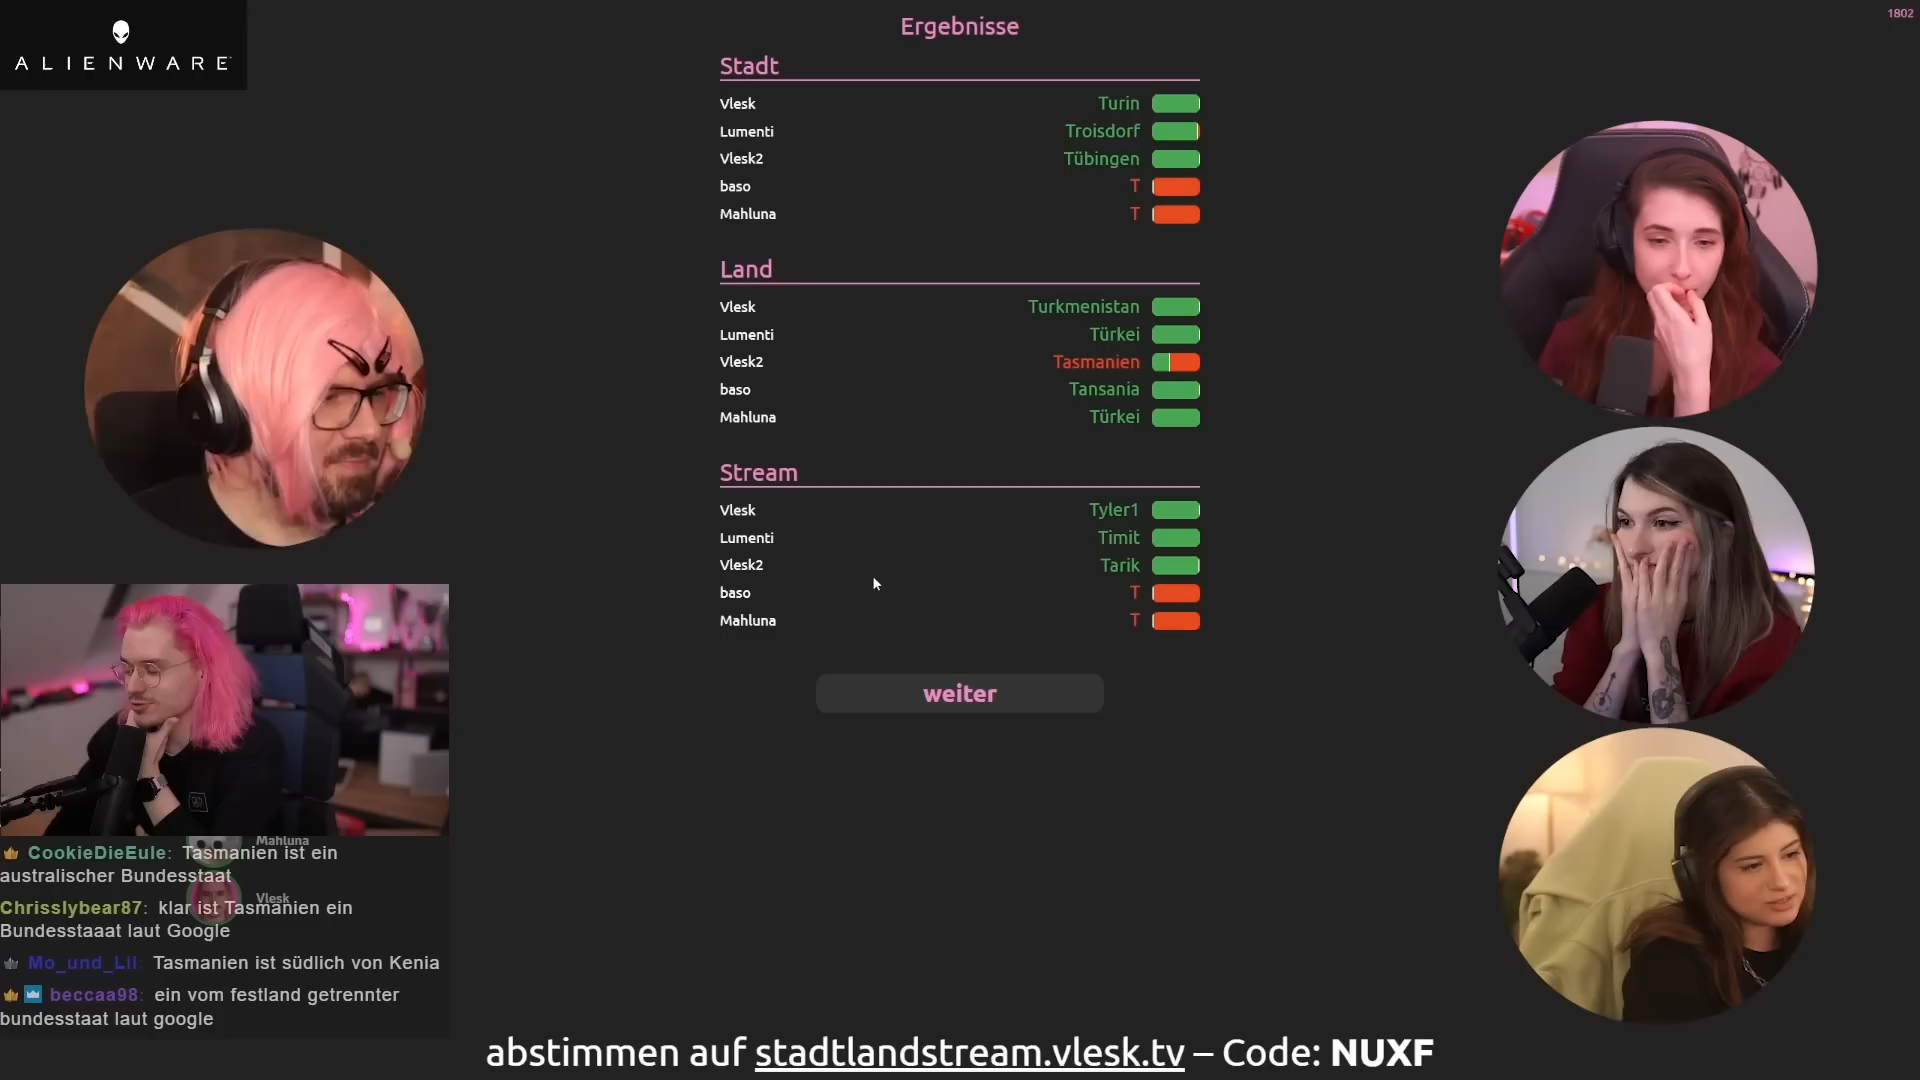 ALIENWARE
1802
Ergebnisse
Stadt
Vlesk Turin
Lumenti Troisdorf
Vlesk2 Tübingen
baso T
Mahluna T
Land
Vlesk Turkmenistan
Lumenti Türkei
Vlesk2 Tasmanien
baso Tansania
Mahluna Türkei
Stream
Vlesk Tyler1
Lumenti Timit
Vlesk2 Tarik
baso T
Mahluna T
weiter
Mahluna
CookieDieEule: Tasmanien ist ein
australischer Bundesstaat
Vlesk
Chrisslybear87: klar ist Tasmanien ein
Bundesstaaat laut Google
Mo_und_Lil: Tasmanien ist südlich von Kenia
beccaa98: ein vom festland getrennter
bundesstaat laut google
abstimmen auf stadtlandstream.vlesk.tv – Code: NUXF